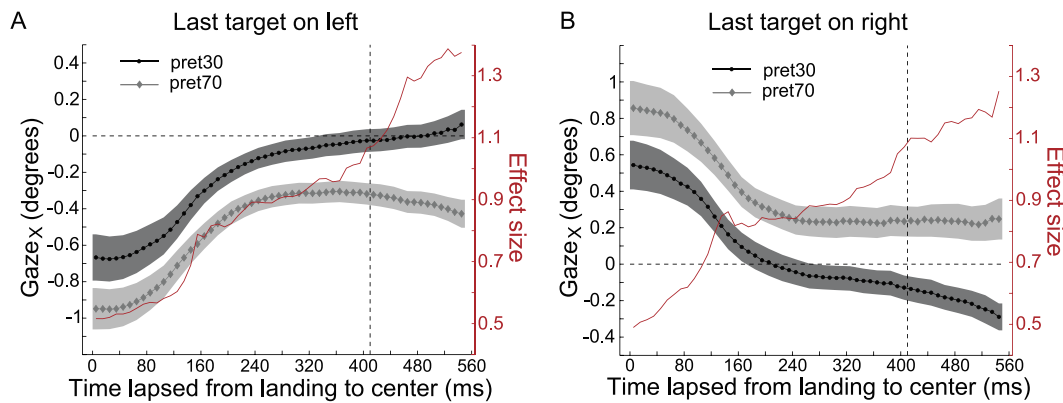 A
Last target on left
pret30
pret70
0.4
0.2
0
-0.2
-0.4
-0.6
-0.8
-1
Gazex (degrees)
1.3
1.1
0.9
0.7
0.5
Effect size
0 80 160 240 320 400 480 560
Time lapsed from landing to center (ms)
B
Last target on right
pret30
pret70
1
0.8
0.6
0.4
0.2
0
-0.2
-0.4
Gazex (degrees)
1.3
1.1
0.9
0.7
0.5
Effect size
0 80 160 240 320 400 480 560
Time lapsed from landing to center (ms)